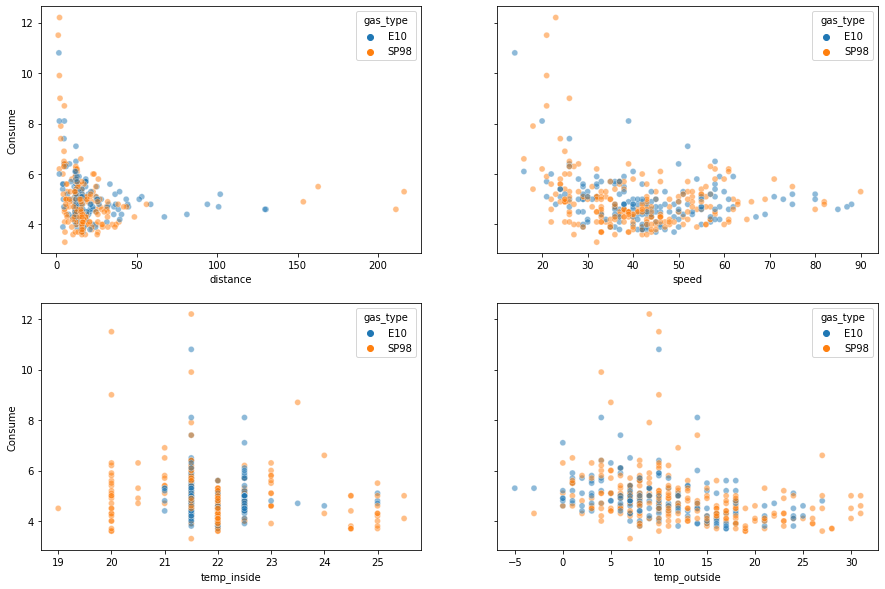 gas_type
E10
SP98
Consume
12
10
8
6
4
0
50
100
150
200
distance
gas_type
E10
SP98
20
30
40
50
60
70
80
90
speed
gas_type
E10
SP98
Consume
12
10
8
6
4
19
20
21
22
23
24
25
temp_inside
gas_type
E10
SP98
−5
0
5
10
15
20
25
30
temp_outside